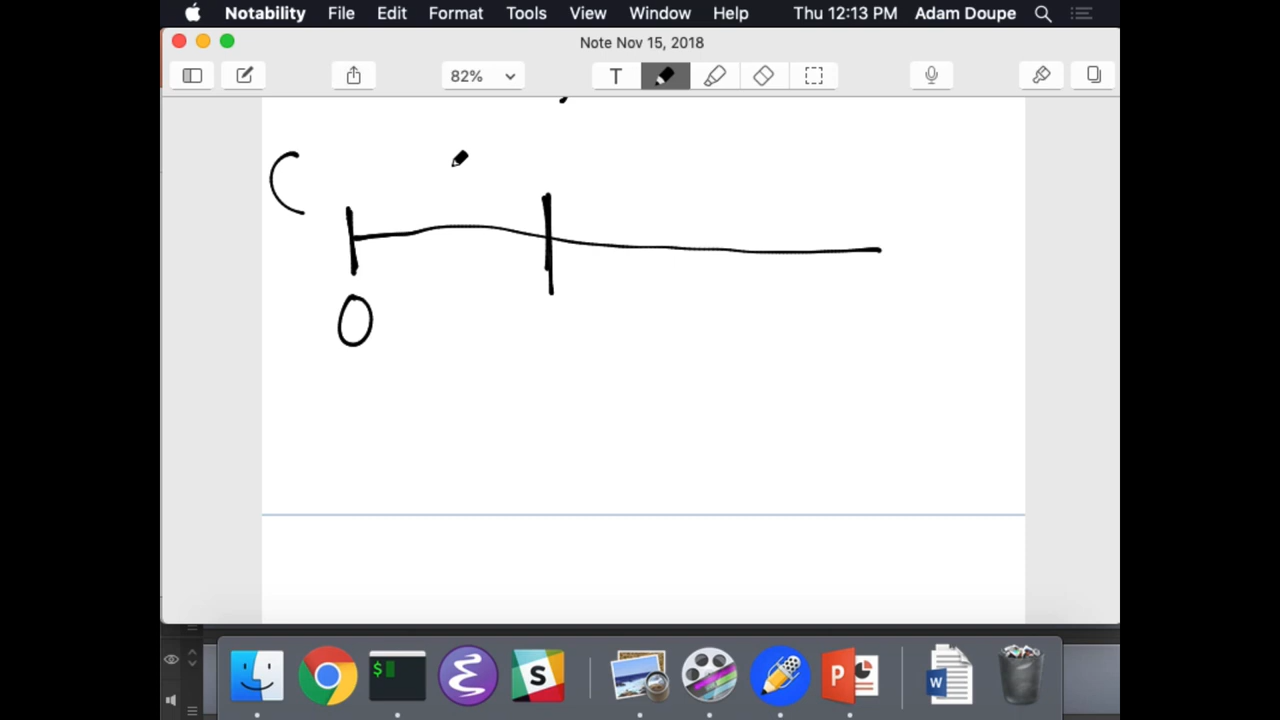 Notability File Edit Format Tools View Window Help Thu 12:13 PM Adam Doupe
Note Nov 15, 2018
82% T
C
0
$
S
P
W